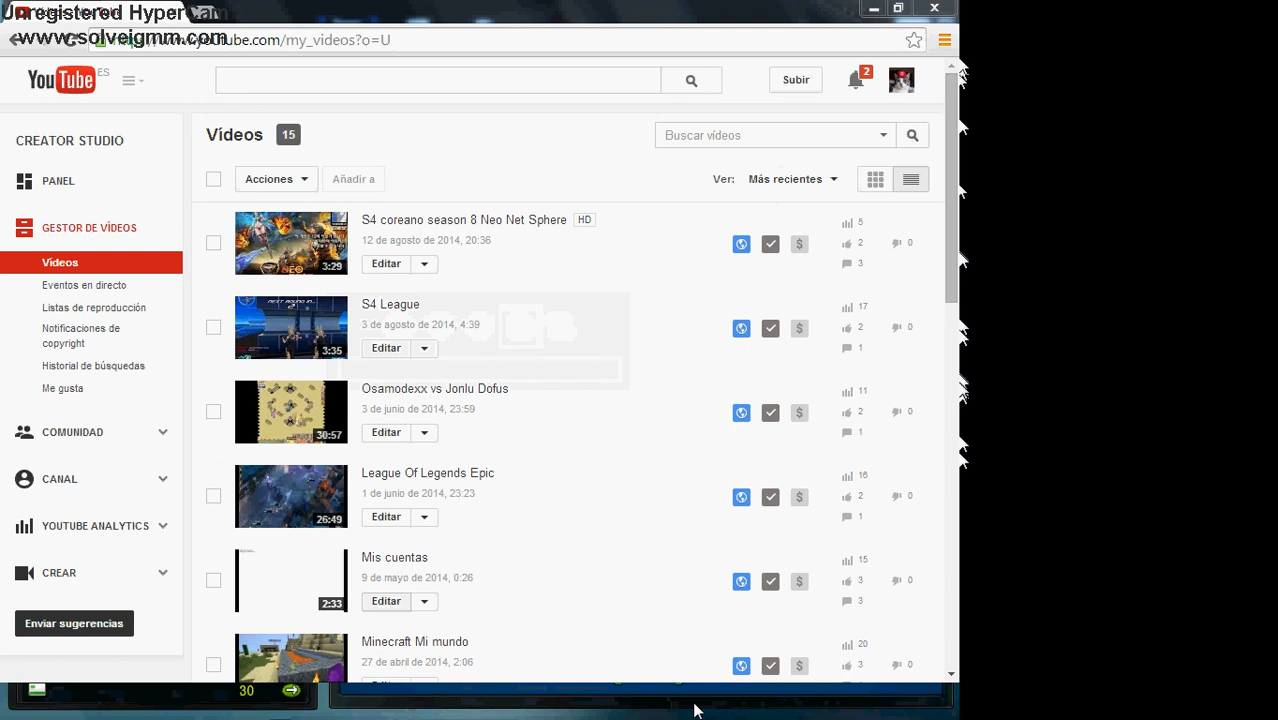 Unregistered HyperCam
www.solveigmm.com
youtube.com/my_videos?o=U
YouTube ES
Subir
2
CREATOR STUDIO
PANEL
GESTOR DE VÍDEOS
Vídeos
Eventos en directo
Listas de reproducción
Notificaciones de
copyright
Historial de búsquedas
Me gusta
COMUNIDAD
CANAL
YOUTUBE ANALYTICS
CREAR
Enviar sugerencias
Vídeos 15
Buscar vídeos
Acciones
Añadir a
Ver: Más recientes
S4 coreano season 8 Neo Net Sphere HD
12 de agosto de 2014, 20:36
Editar
3:29
5
2 0
3
S4 League
3 de agosto de 2014, 4:39
Editar
3:35
17
2 0
1
Osamodexx vs Jonlu Dofus
3 de junio de 2014, 23:59
Editar
30:57
11
2 0
1
League Of Legends Epic
1 de junio de 2014, 23:23
Editar
26:49
16
2 0
1
Mis cuentas
9 de mayo de 2014, 0:26
Editar
2:33
15
3 0
3
Minecraft Mi mundo
27 de abril de 2014, 2:06
20
3 0
30